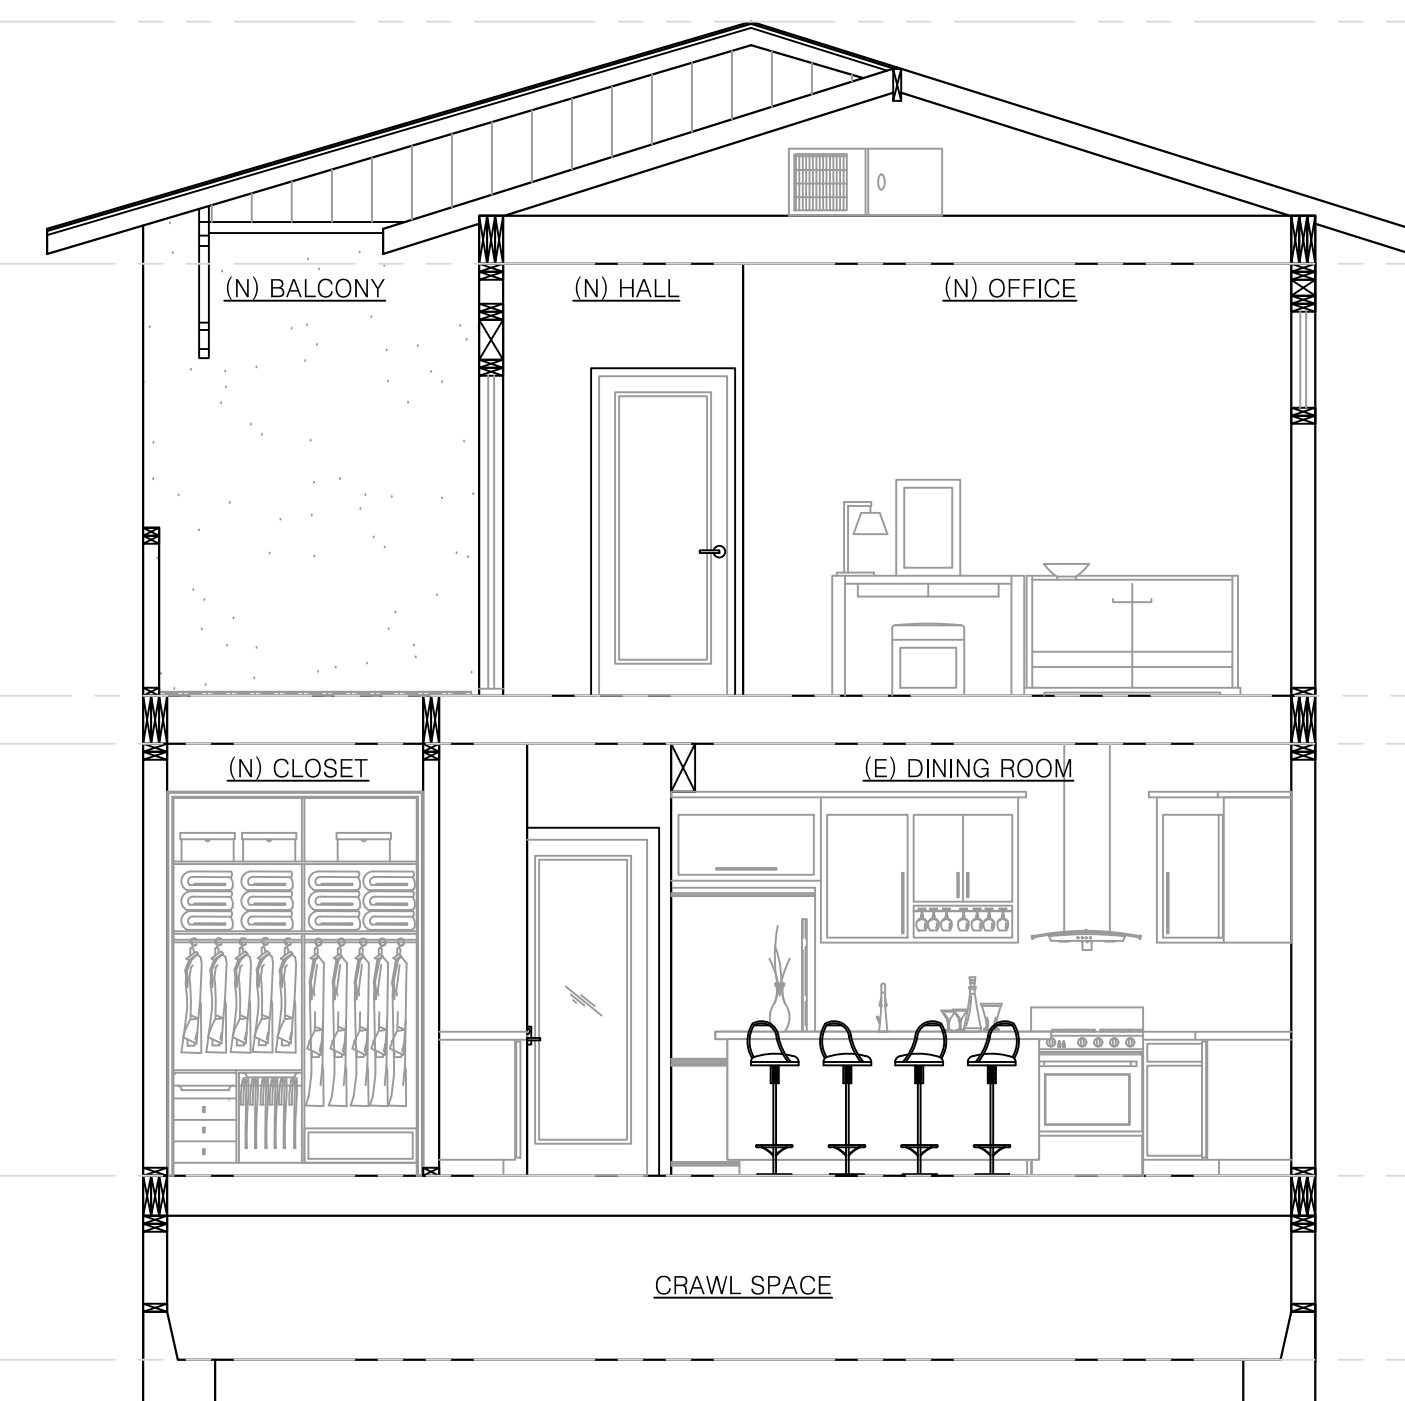 (N) BALCONY
(N) HALL
(N) OFFICE
(N) CLOSET
(E) DINING ROOM
CRAWL SPACE